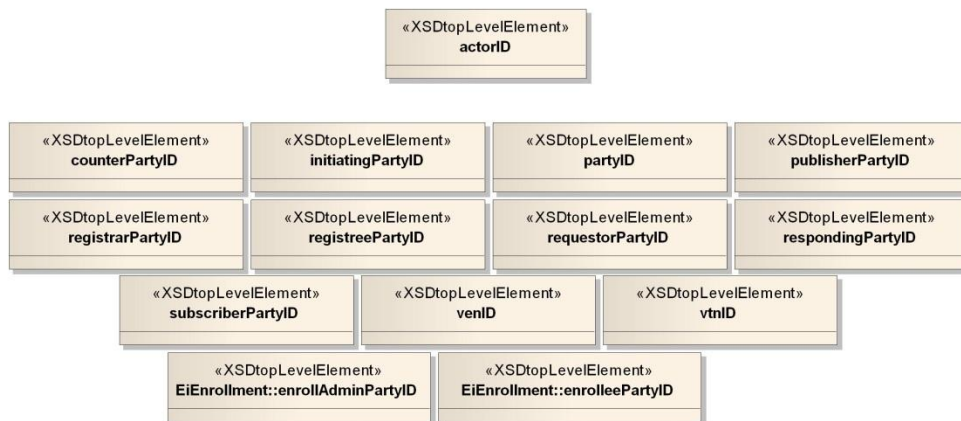 «XSDtopLevelElement»
actorID
«XSDtopLevelElement»
counterPartyID
«XSDtopLevelElement»
initiatingPartyID
«XSDtopLevelElement»
partyID
«XSDtopLevelElement»
publisherPartyID
«XSDtopLevelElement»
registrarPartyID
«XSDtopLevelElement»
registreePartyID
«XSDtopLevelElement»
requestorPartyID
«XSDtopLevelElement»
respondingPartyID
«XSDtopLevelElement»
subscriberPartyID
«XSDtopLevelElement»
venID
«XSDtopLevelElement»
vtnID
«XSDtopLevelElement»
EiEnrollment::enrollAdminPartyID
«XSDtopLevelElement»
EiEnrollment::enrolleePartyID